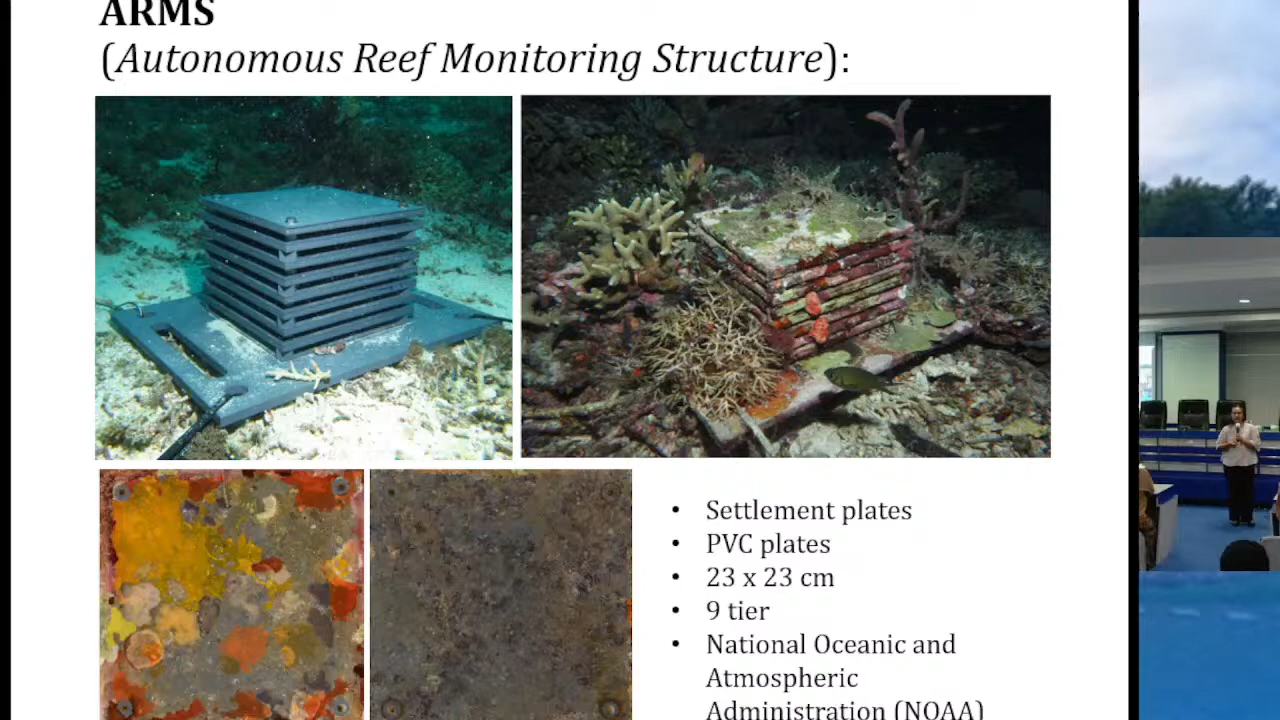 ARMS
(Autonomous Reef Monitoring Structure):
• Settlement plates
• PVC plates
• 23 x 23 cm
• 9 tier
• National Oceanic and
Atmospheric
Administration (NOAA)